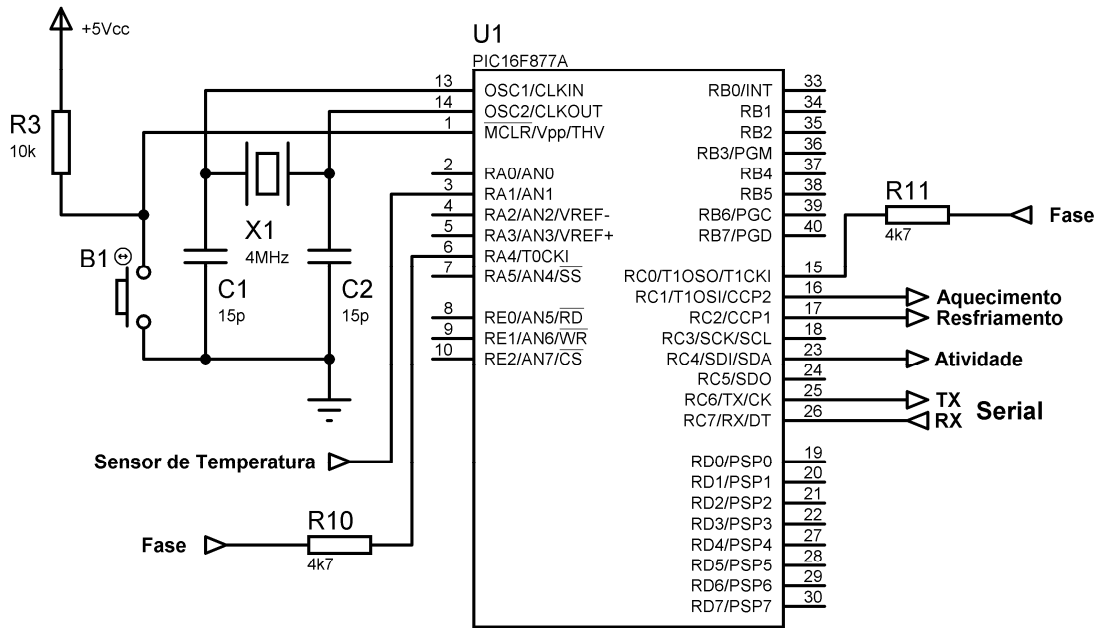 +5Vcc
R3
10k
B1
X1
4MHz
C1
15p
C2
15p
Sensor de Temperatura
Fase
R10
4k7
U1
PIC16F877A
13 OSC1/CLKIN
14 OSC2/CLKOUT
1 MCLR/Vpp/THV
2 RA0/AN0
3 RA1/AN1
4 RA2/AN2/VREF-
5 RA3/AN3/VREF+
6 RA4/T0CKI
7 RA5/AN4/SS
8 RE0/AN5/RD
9 RE1/AN6/WR
10 RE2/AN7/CS
RB0/INT 33
RB1 34
RB2 35
RB3/PGM 36
RB4 37
RB5 38
RB6/PGC 39
RB7/PGD 40
RC0/T1OSO/T1CKI 15
RC1/T1OSI/CCP2 16
RC2/CCP1 17
RC3/SCK/SCL 18
RC4/SDI/SDA 23
RC5/SDO 24
RC6/TX/CK 25
RC7/RX/DT 26
RD0/PSP0 19
RD1/PSP1 20
RD2/PSP2 21
RD3/PSP3 22
RD4/PSP4 27
RD5/PSP5 28
RD6/PSP6 29
RD7/PSP7 30
R11
4k7
Fase
Aquecimento
Resfriamento
Atividade
TX
RX
Serial